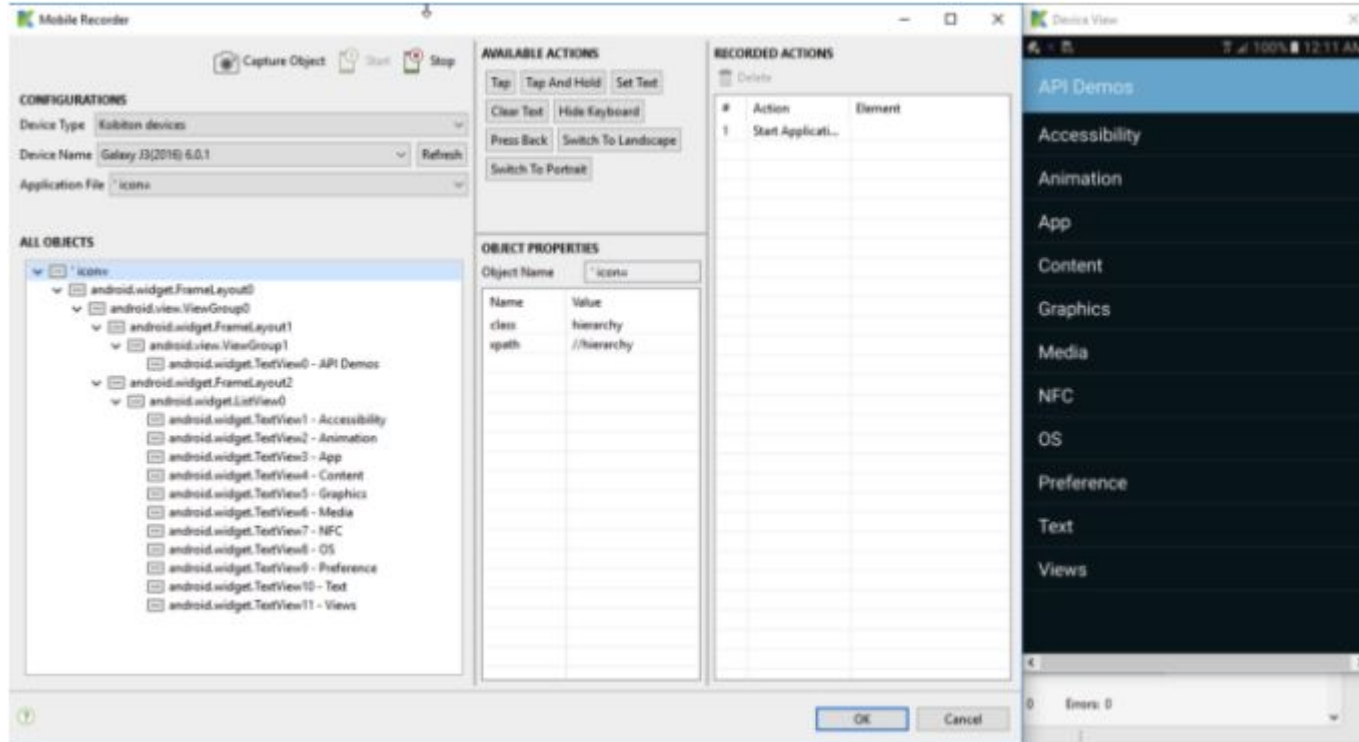 Mobile Recorder
Capture Object Start Stop
CONFIGURATIONS
Device Type Kobiton devices
Device Name Galaxy J3(2016) 6.0.1 Refresh
Application File ' icon=
ALL OBJECTS
' icon=
android.widget.FrameLayout0
android.view.ViewGroup0
android.widget.FrameLayout1
android.view.ViewGroup1
android.widget.TextView0 - API Demos
android.widget.FrameLayout2
android.widget.ListView0
android.widget.TextView1 - Accessibility
android.widget.TextView2 - Animation
android.widget.TextView3 - App
android.widget.TextView4 - Content
android.widget.TextView5 - Graphics
android.widget.TextView6 - Media
android.widget.TextView7 - NFC
android.widget.TextView8 - OS
android.widget.TextView9 - Preference
android.widget.TextView10 - Text
android.widget.TextView11 - Views
AVAILABLE ACTIONS
Tap Tap And Hold Set Text
Clear Text Hide Keyboard
Press Back Switch To Landscape
Switch To Portrait
OBJECT PROPERTIES
Object Name ' icon=
Name Value
class hierarchy
xpath //hierarchy
RECORDED ACTIONS
Delete
# Action Element
1 Start Applicati...
OK Cancel
Device View
100% 12:11 AM
API Demos
Accessibility
Animation
App
Content
Graphics
Media
NFC
OS
Preference
Text
Views
0 Errors: 0